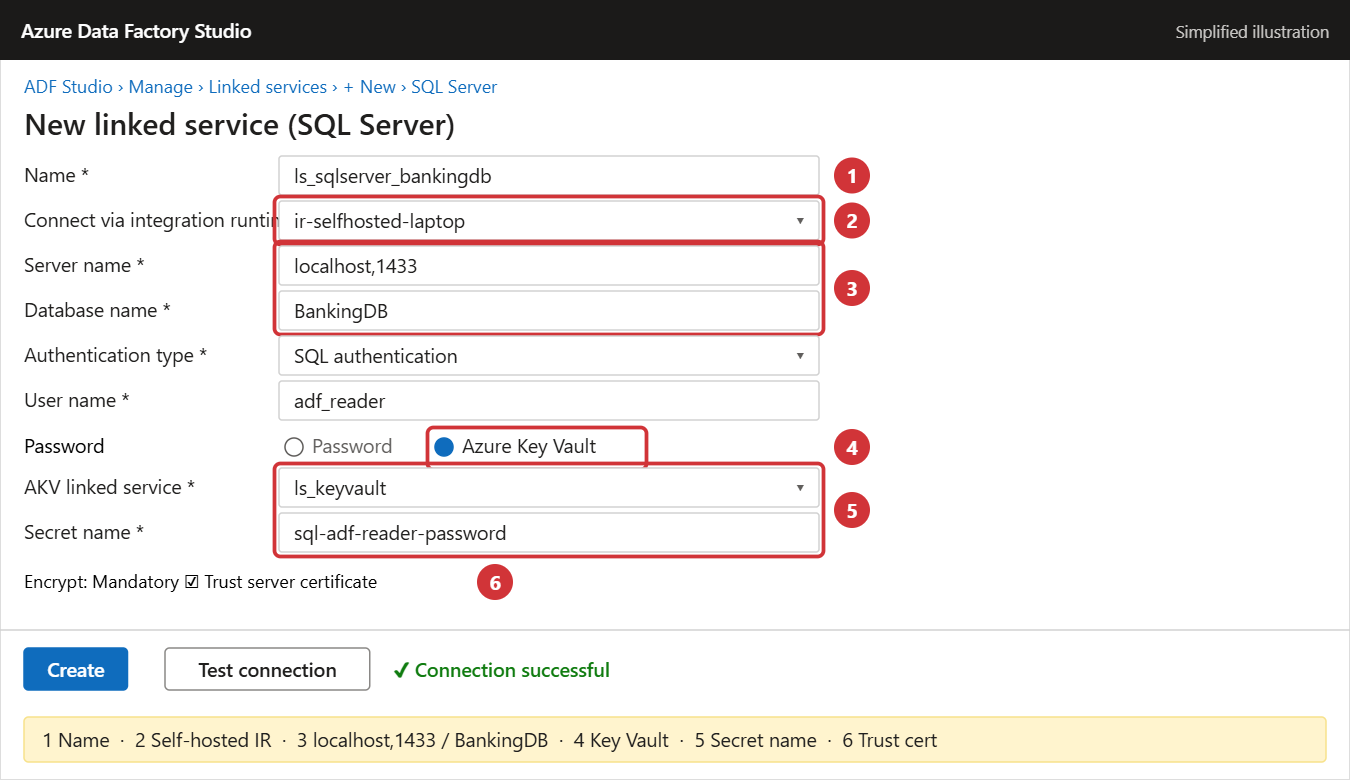 Azure Data Factory Studio
Simplified illustration
ADF Studio › Manage › Linked services › + New › SQL Server
New linked service (SQL Server)
Name * ls_sqlserver_bankingdb 1
Connect via integration runtin ir-selfhosted-laptop ▾ 2
Server name * localhost,1433
3
Database name * BankingDB
Authentication type * SQL authentication ▾
User name * adf_reader
Password Password Azure Key Vault 4
AKV linked service * ls_keyvault ▾
5
Secret name * sql-adf-reader-password
Encrypt: Mandatory ☑ Trust server certificate 6
Create Test connection ✔ Connection successful
1 Name · 2 Self-hosted IR · 3 localhost,1433 / BankingDB · 4 Key Vault · 5 Secret name · 6 Trust cert